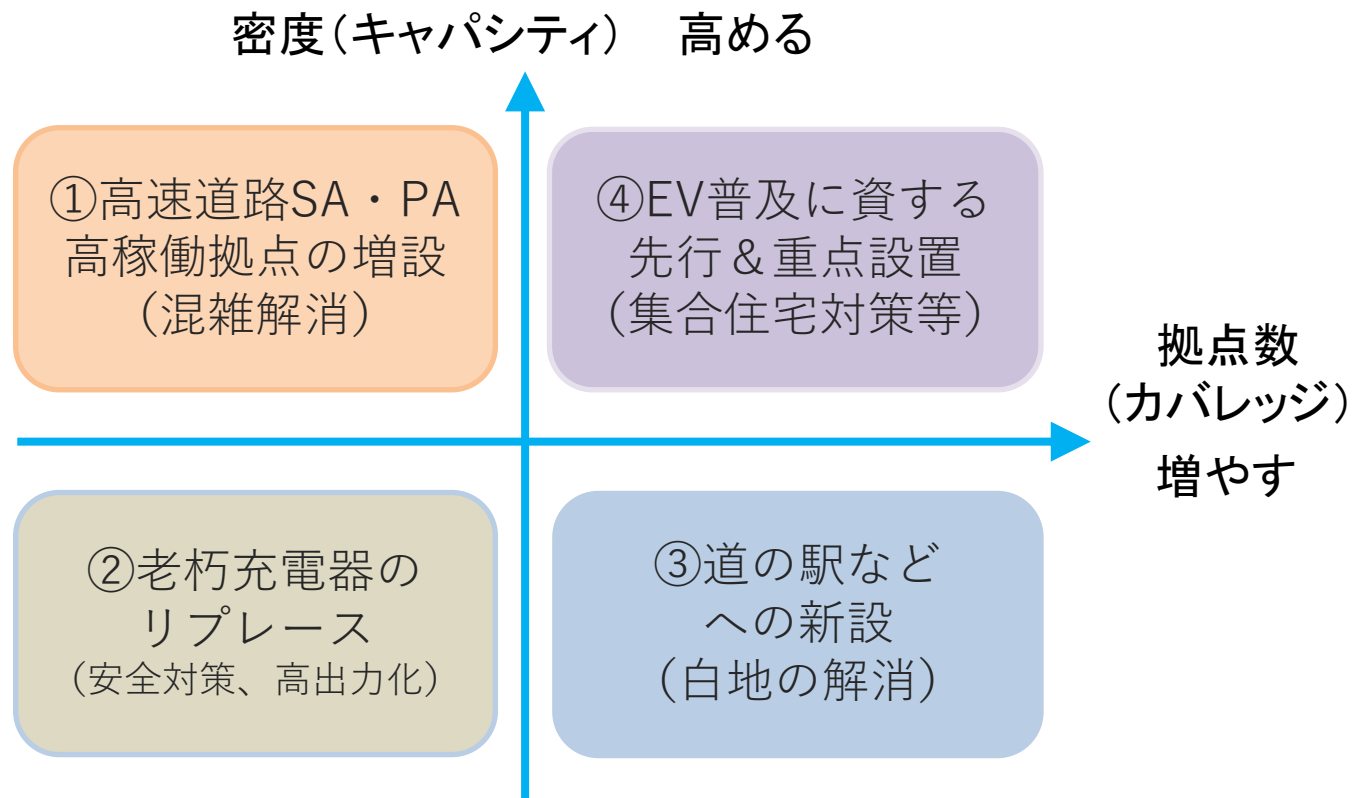 密度(キャパシティ)　高める
①高速道路SA・PA
高稼働拠点の増設
(混雑解消)
④EV普及に資する
先行＆重点設置
(集合住宅対策等)
拠点数
(カバレッジ)
増やす
②老朽充電器の
リプレース
(安全対策、高出力化)
③道の駅など
への新設
(白地の解消)